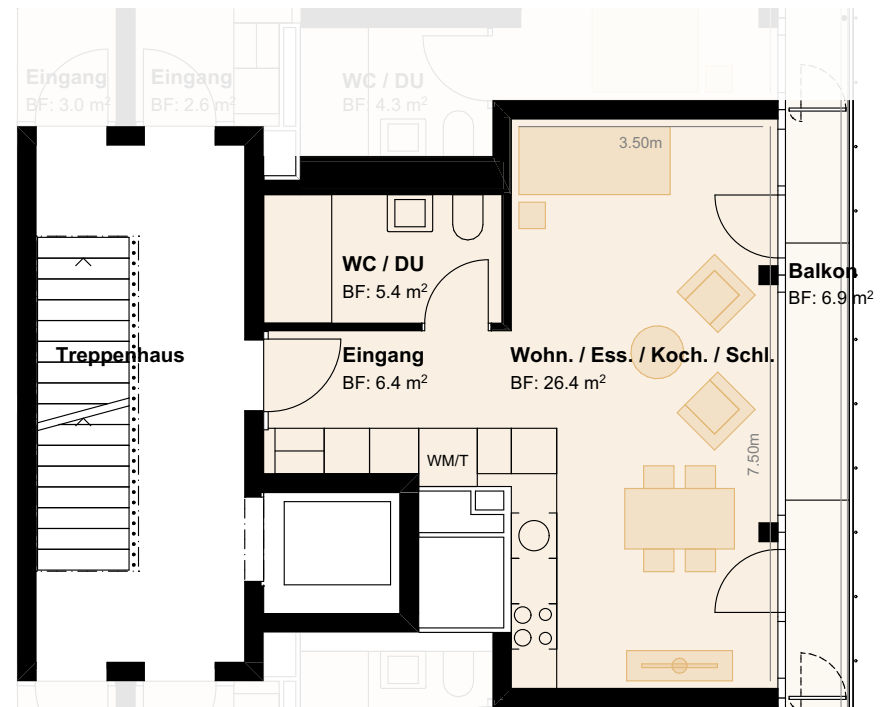 Eingang
BF: 3.0 m²
Eingang
BF: 2.6 m²
WC / DU
BF: 4.3 m²
3.50m
WC / DU
BF: 5.4 m²
Balkon
BF: 6.9 m²
Treppenhaus
Eingang
BF: 6.4 m²
Wohn. / Ess. / Koch. / Schl.
BF: 26.4 m²
WM/T
7.50m